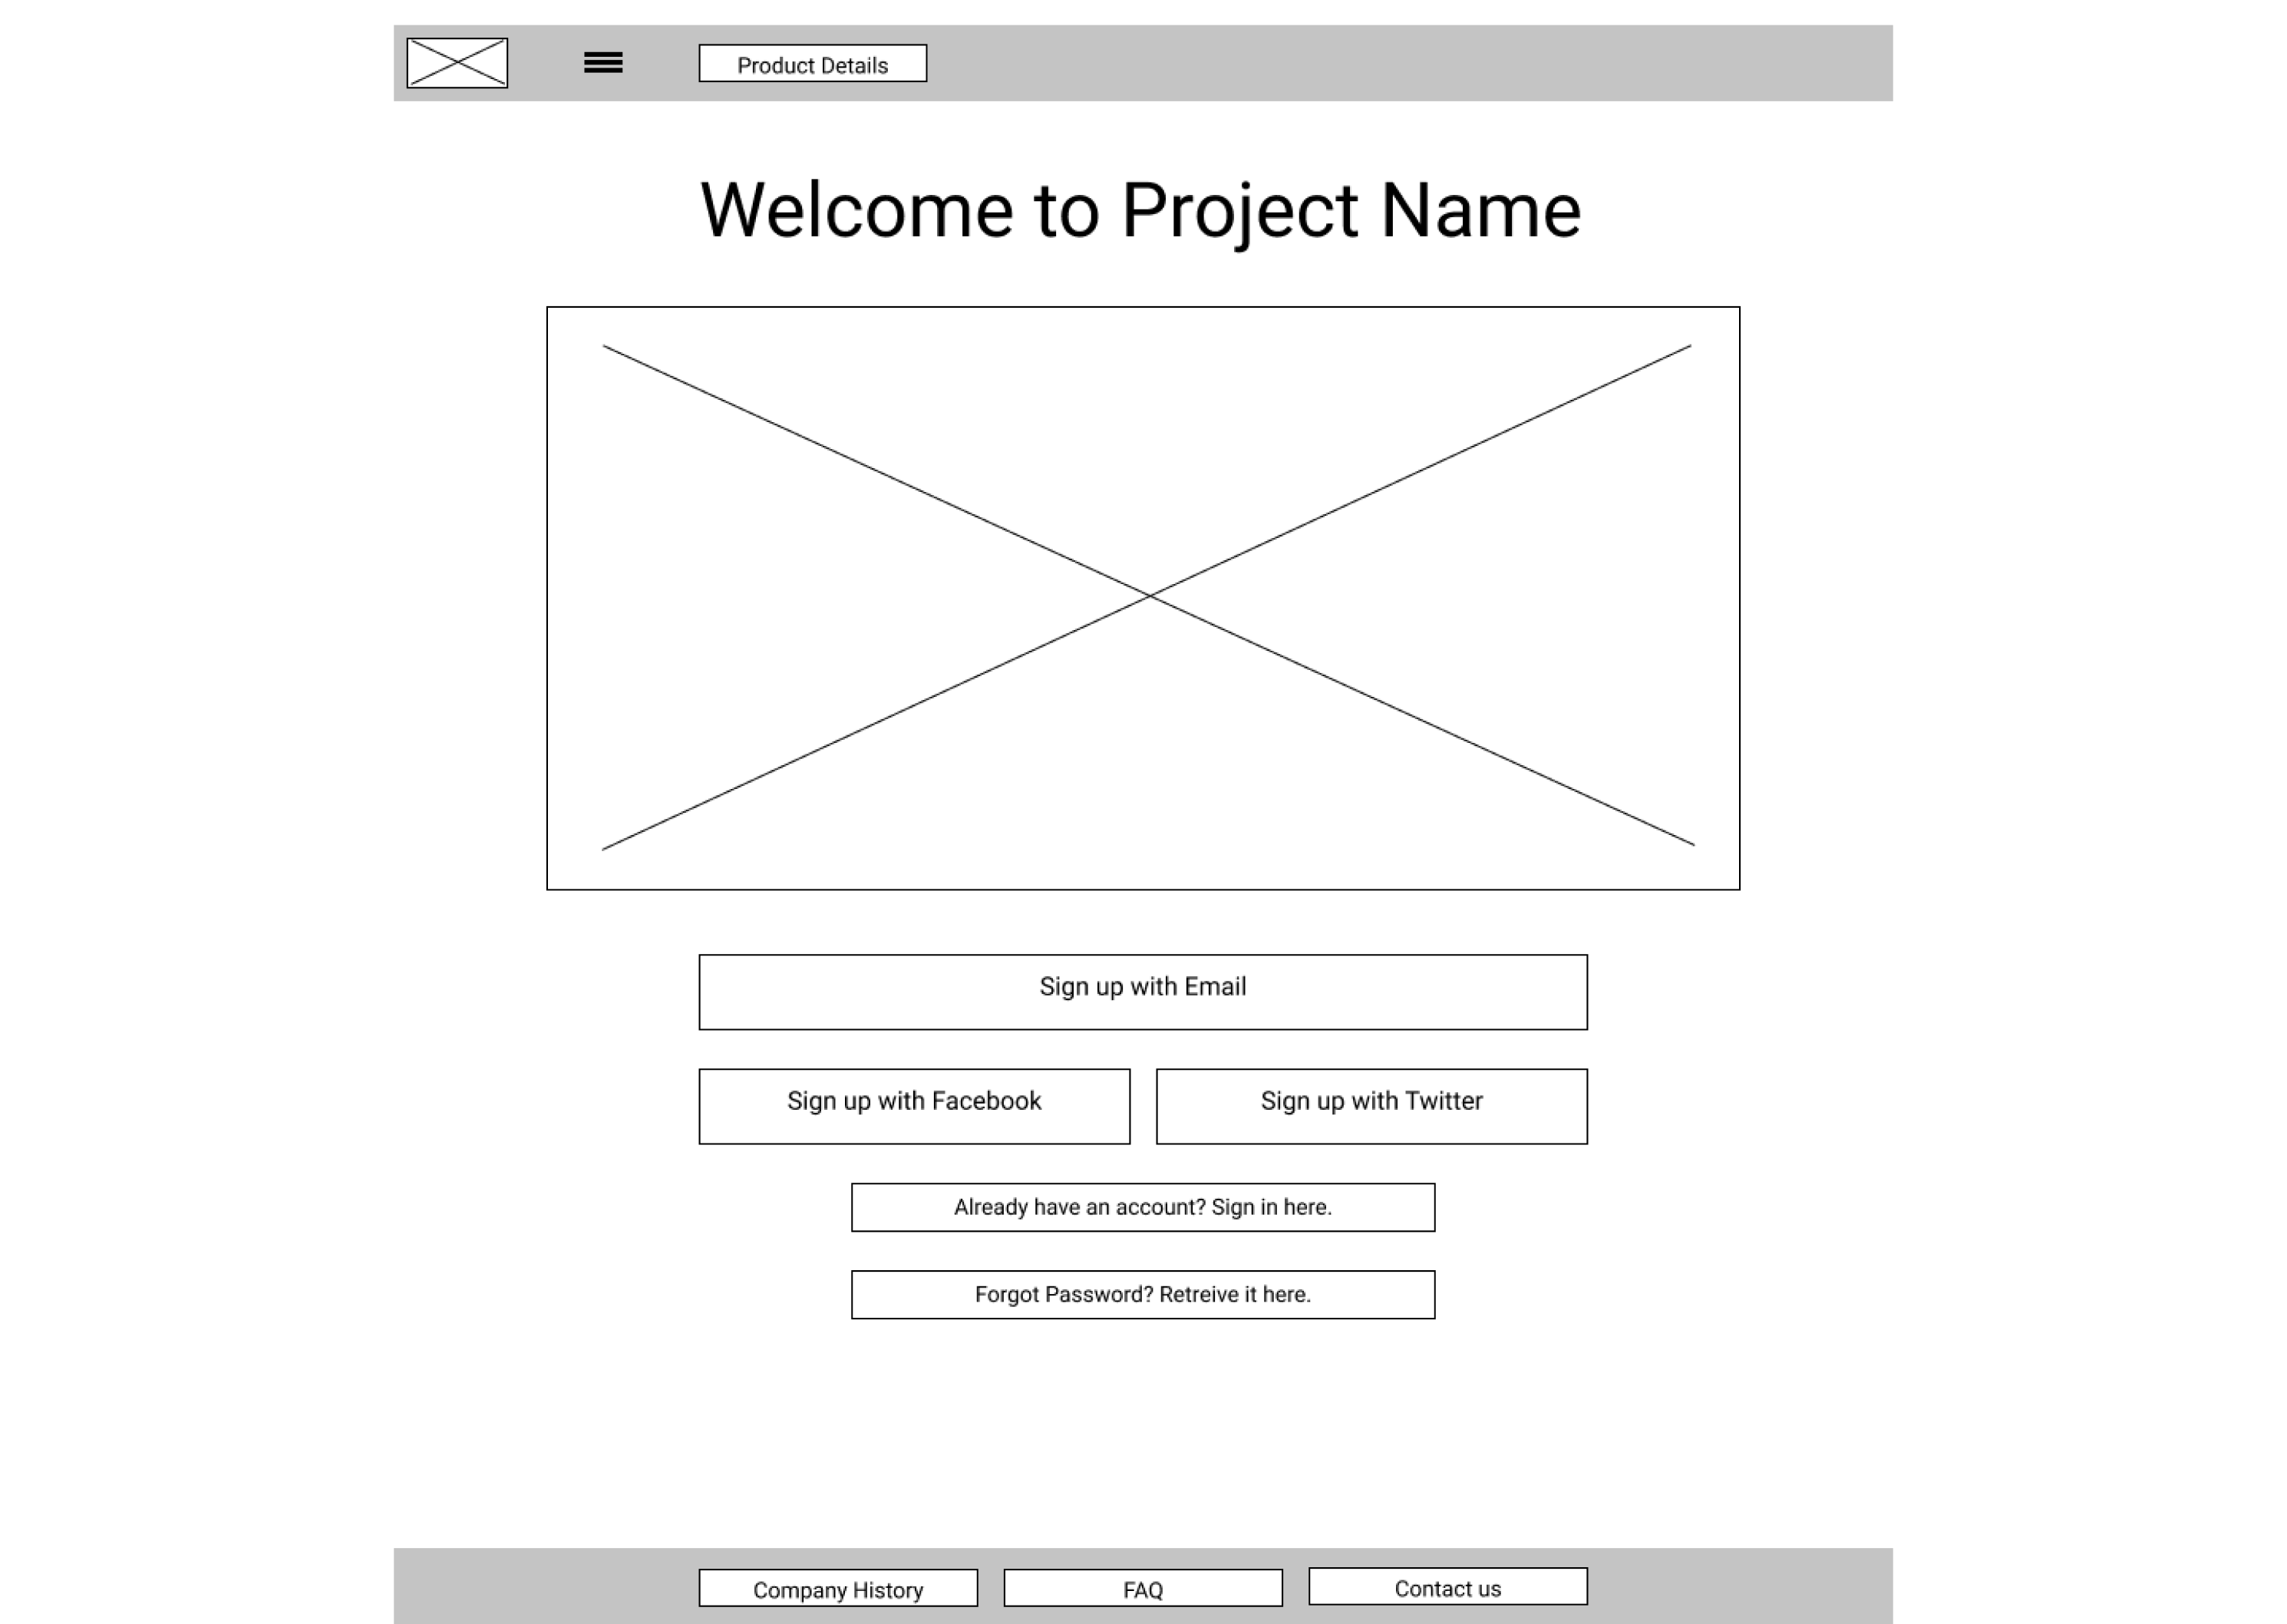 Product Details
Welcome to Project Name
Sign up with Email
Sign up with Facebook
Sign up with Twitter
Already have an account? Sign in here.
Forgot Password? Retreive it here.
Company History
FAQ
Contact us